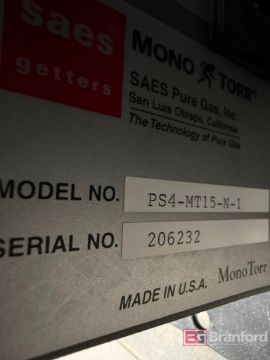 saes
getters
MONO TORR®
SAES Pure Gas, Inc.
San Luis Obispo, California
The Technology of Pure Gas
MODEL NO. PS4-MT15-N-1
SERIAL NO. 206232
MADE IN U.S.A. MonoTorr
BG Branford